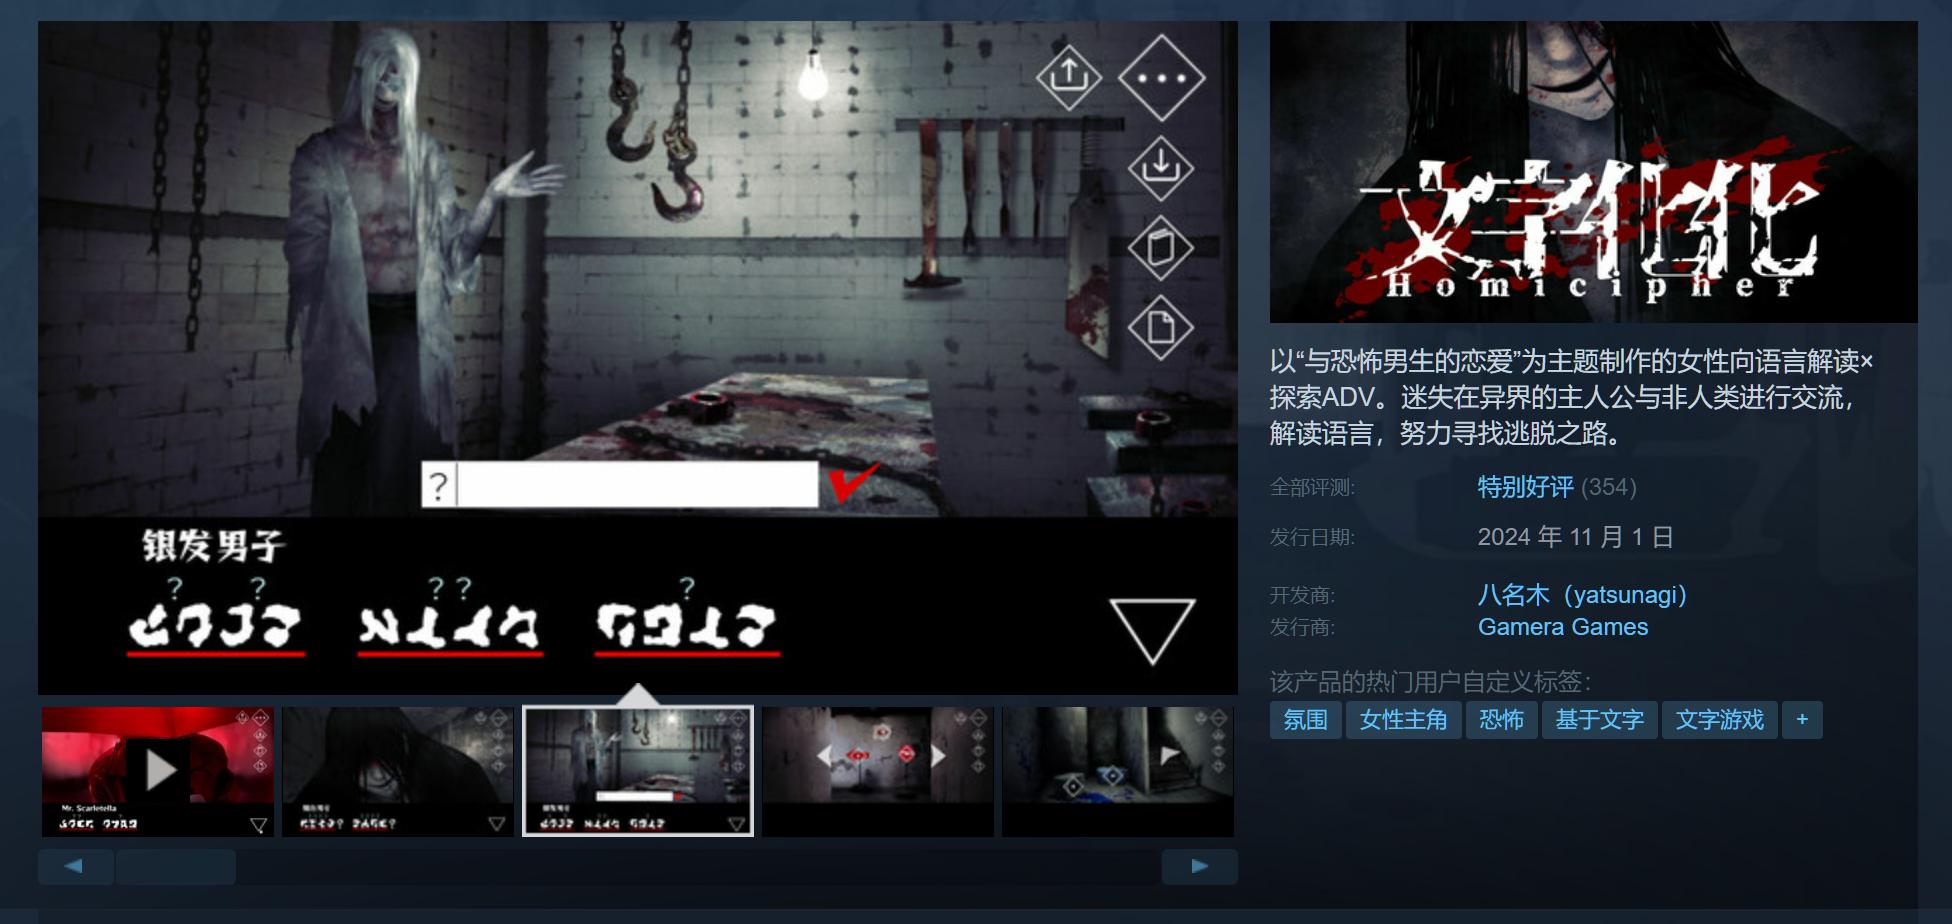 文字化化
Homicipher
以“与恐怖男生的恋爱”为主题制作的女性向语言解读×
探索ADV。迷失在异界的主人公与非人类进行交流，
解读语言，努力寻找逃脱之路。
全部评测: 特别好评 (354)
发行日期: 2024 年 11 月 1 日
开发商: 八名木（yatsunagi）
发行商: Gamera Games
该产品的热门用户自定义标签：
氛围 女性主角 恐怖 基于文字 文字游戏 +
?
银发男子
? ? ? ? ?
Mr. Scarletella